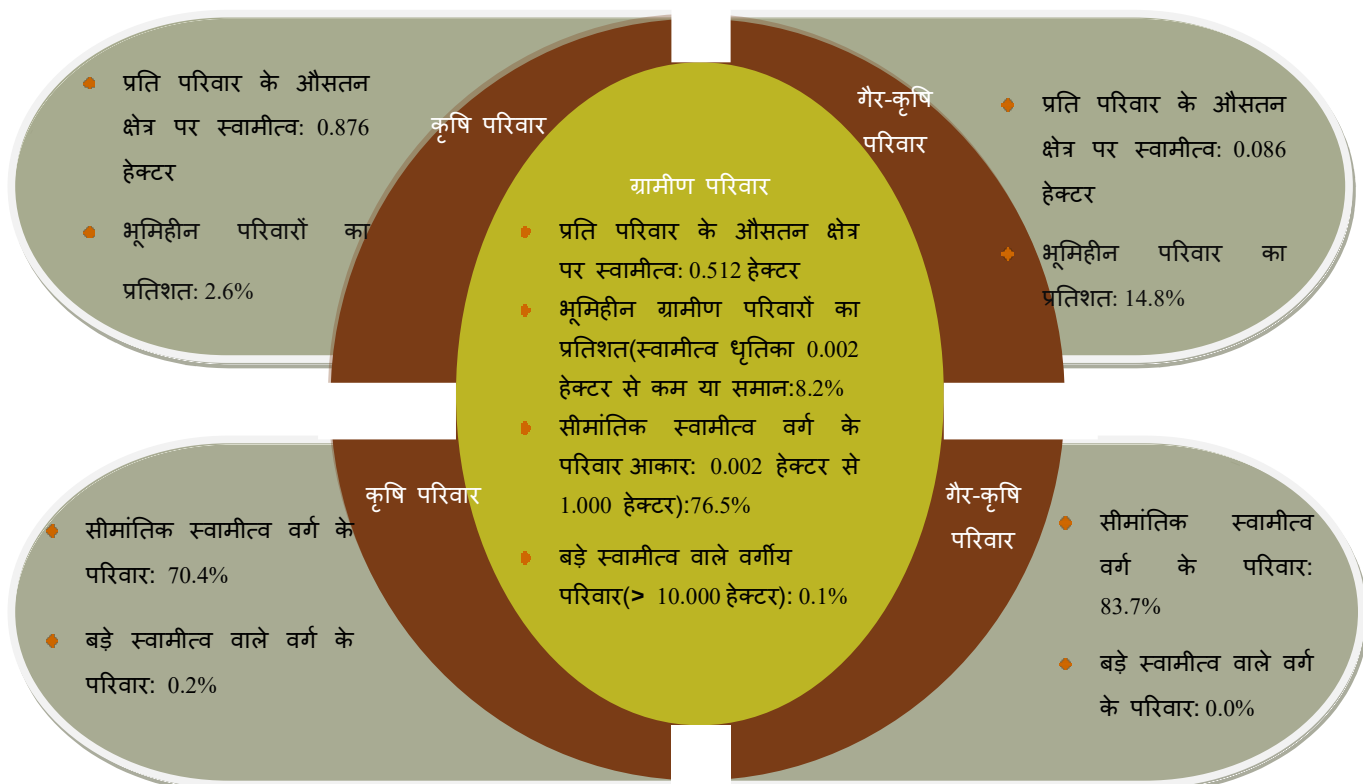 कृषि परिवार
प्रति परिवार के औसतन
क्षेत्र पर स्वामीत्व: 0.876
हेक्टर
भूमिहीन परिवारों का
प्रतिशत: 2.6%
गैर-कृषि
परिवार
प्रति परिवार के औसतन
क्षेत्र पर स्वामीत्व: 0.086
हेक्टर
भूमिहीन परिवार का
प्रतिशत: 14.8%
ग्रामीण परिवार
प्रति परिवार के औसतन क्षेत्र
पर स्वामीत्व: 0.512 हेक्टर
भूमिहीन ग्रामीण परिवारों का
प्रतिशत(स्वामीत्व धृतिका 0.002
हेक्टर से कम या समान:8.2%
सीमांतिक स्वामीत्व वर्ग के
परिवार आकार: 0.002 हेक्टर से
1.000 हेक्टर):76.5%
बड़े स्वामीत्व वाले वर्गीय
परिवार(> 10.000 हेक्टर): 0.1%
कृषि परिवार
सीमांतिक स्वामीत्व वर्ग के
परिवार: 70.4%
बड़े स्वामीत्व वाले वर्ग के
परिवार: 0.2%
गैर-कृषि
परिवार
सीमांतिक स्वामीत्व
वर्ग के परिवार:
83.7%
बड़े स्वामीत्व वाले वर्ग
के परिवार: 0.0%